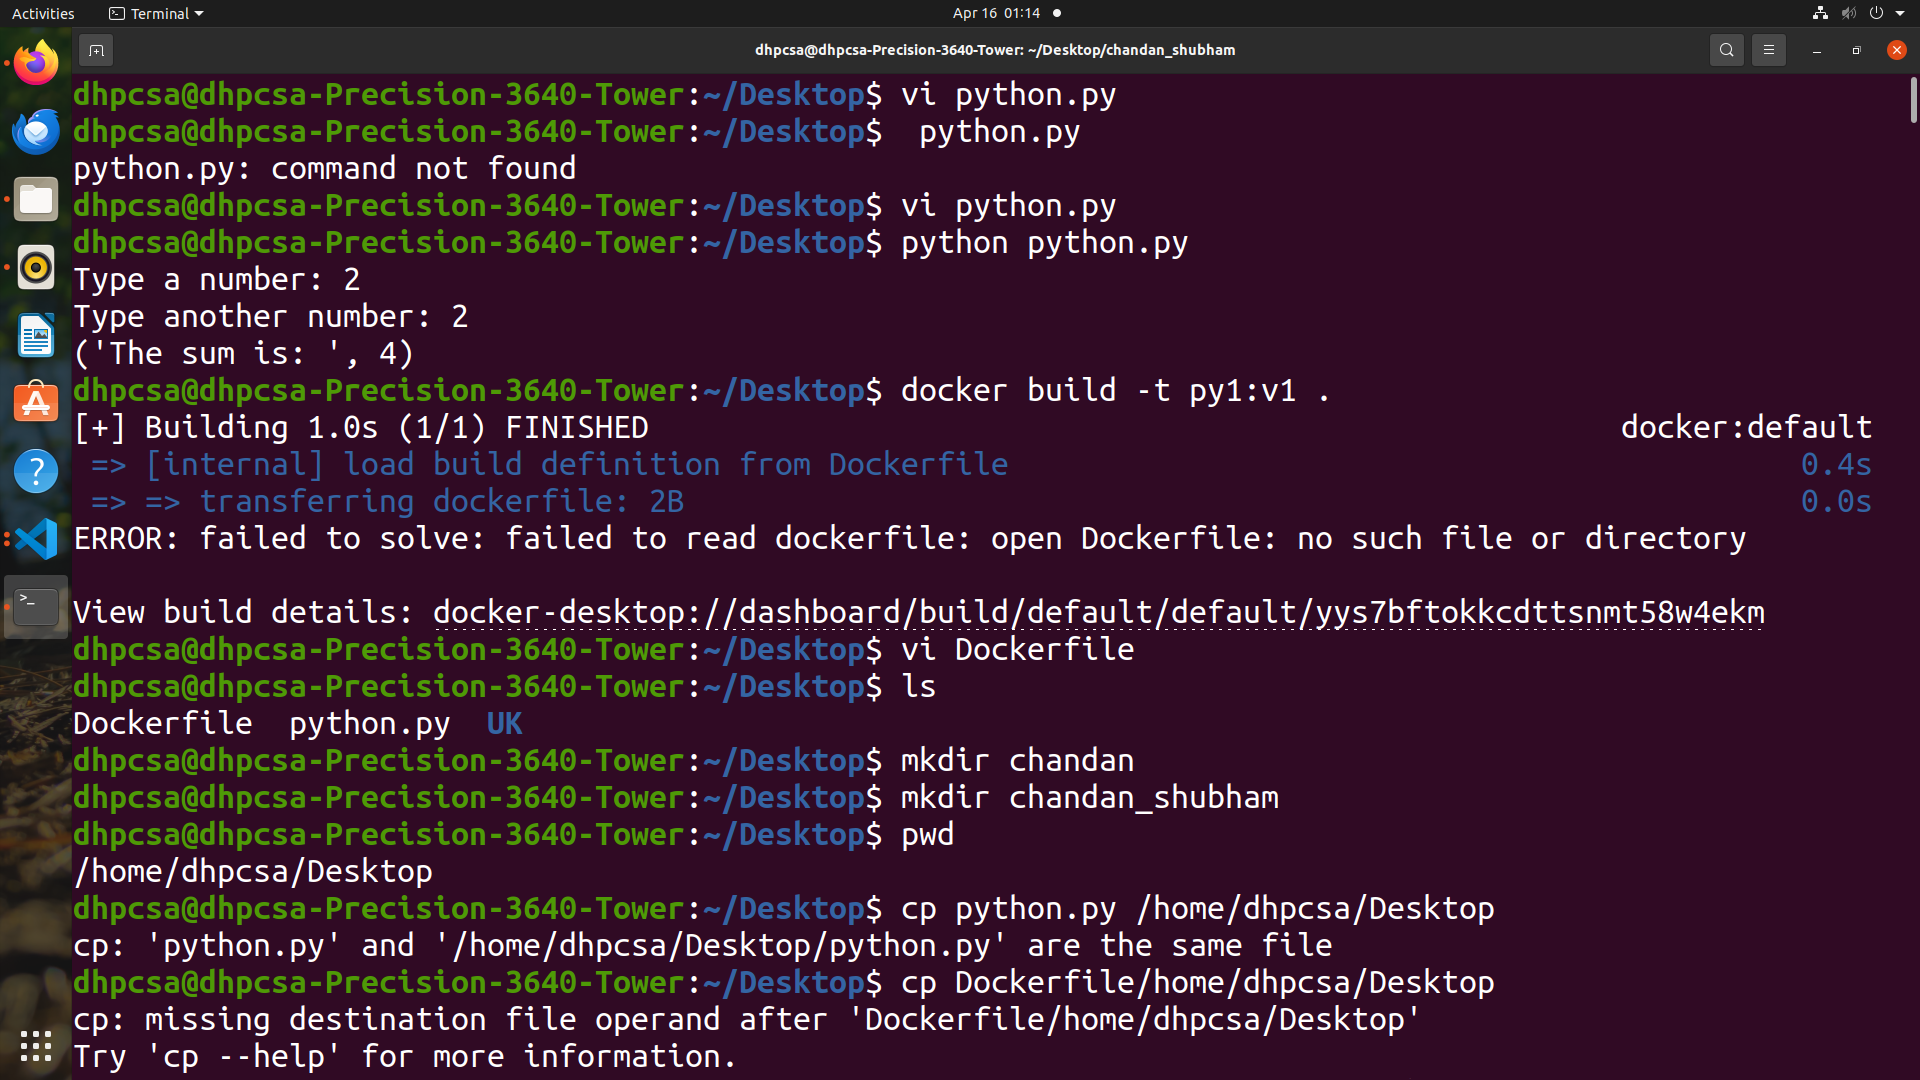 Activities Terminal Apr 16 01:14
dhpcsa@dhpcsa-Precision-3640-Tower: ~/Desktop/chandan_shubham
dhpcsa@dhpcsa-Precision-3640-Tower:~/Desktop$ vi python.py
dhpcsa@dhpcsa-Precision-3640-Tower:~/Desktop$  python.py
python.py: command not found
dhpcsa@dhpcsa-Precision-3640-Tower:~/Desktop$ vi python.py
dhpcsa@dhpcsa-Precision-3640-Tower:~/Desktop$ python python.py
Type a number: 2
Type another number: 2
('The sum is: ', 4)
dhpcsa@dhpcsa-Precision-3640-Tower:~/Desktop$ docker build -t py1:v1 .
[+] Building 1.0s (1/1) FINISHED docker:default
=> [internal] load build definition from Dockerfile 0.4s
=> => transferring dockerfile: 2B 0.0s
ERROR: failed to solve: failed to read dockerfile: open Dockerfile: no such file or directory
View build details: docker-desktop://dashboard/build/default/default/yys7bftokkcdttsnmt58w4ekm
dhpcsa@dhpcsa-Precision-3640-Tower:~/Desktop$ vi Dockerfile
dhpcsa@dhpcsa-Precision-3640-Tower:~/Desktop$ ls
Dockerfile  python.py  UK
dhpcsa@dhpcsa-Precision-3640-Tower:~/Desktop$ mkdir chandan
dhpcsa@dhpcsa-Precision-3640-Tower:~/Desktop$ mkdir chandan_shubham
dhpcsa@dhpcsa-Precision-3640-Tower:~/Desktop$ pwd
/home/dhpcsa/Desktop
dhpcsa@dhpcsa-Precision-3640-Tower:~/Desktop$ cp python.py /home/dhpcsa/Desktop
cp: 'python.py' and '/home/dhpcsa/Desktop/python.py' are the same file
dhpcsa@dhpcsa-Precision-3640-Tower:~/Desktop$ cp Dockerfile/home/dhpcsa/Desktop
cp: missing destination file operand after 'Dockerfile/home/dhpcsa/Desktop'
Try 'cp --help' for more information.